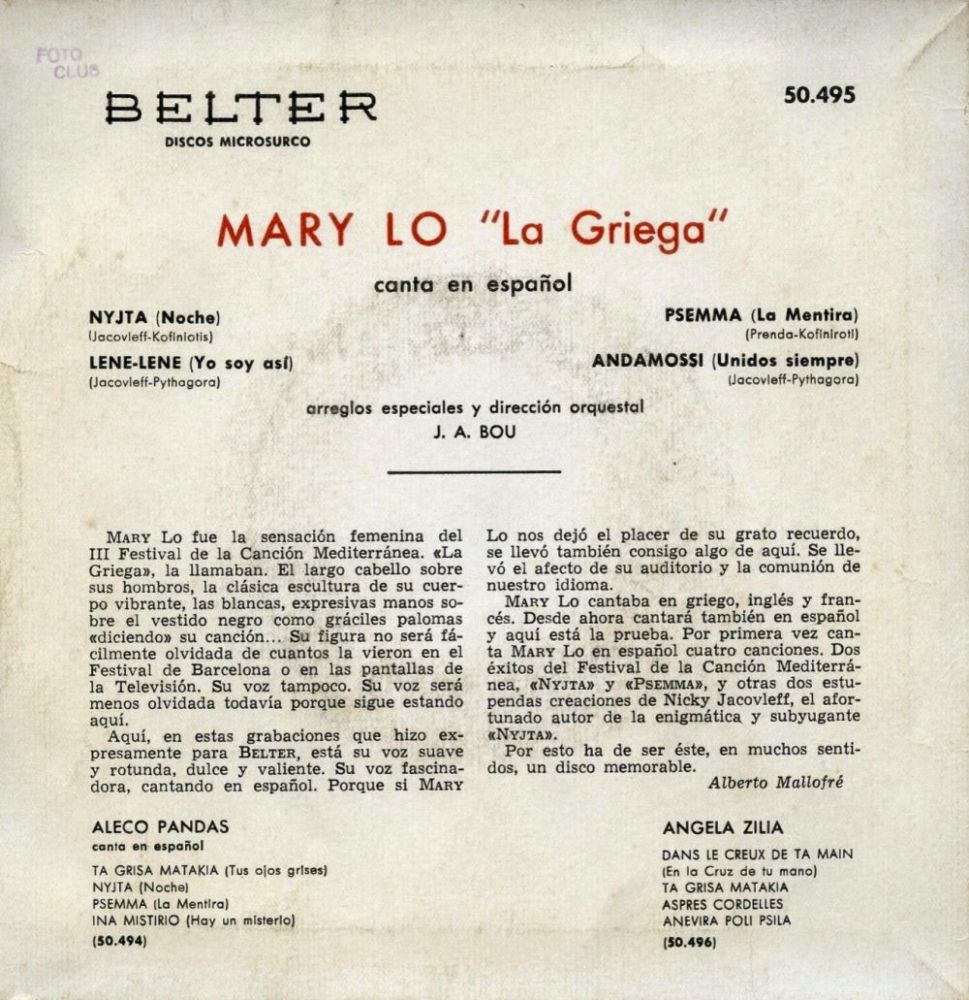 FOTO
CLUB
BELTER
DISCOS MICROSURCO
50.495
MARY LO "La Griega"
canta en español
NYJTA (Noche)
(Jacovleff-Kofiniotis)
LENE-LENE (Yo soy así)
(Jacovleff-Pythagora)
PSEMMA (La Mentira)
(Prenda-Kofiniroti)
ANDAMOSSI (Unidos siempre)
(Jacovleff-Pythagora)
arreglos especiales y dirección orquestal
J. A. BOU
MARY LO fue la sensación femenina del
III Festival de la Canción Mediterránea. «La
Griega», la llamaban. El largo cabello sobre
sus hombros, la clásica escultura de su cuer-
po vibrante, las blancas, expresivas manos so-
bre el vestido negro como gráciles palomas
«diciendo» su canción... Su figura no será fá-
cilmente olvidada de cuantos la vieron en el
Festival de Barcelona o en las pantallas de
la Televisión. Su voz tampoco. Su voz será
menos olvidada todavía porque sigue estando
aquí.
Aquí, en estas grabaciones que hizo ex-
presamente para BELTER, está su voz suave
y rotunda, dulce y valiente. Su voz fascina-
dora, cantando en español. Porque si MARY
Lo nos dejó el placer de su grato recuerdo,
se llevó también consigo algo de aquí. Se lle-
vó el afecto de su auditorio y la comunión de
nuestro idioma.
MARY LO cantaba en griego, inglés y fran-
cés. Desde ahora cantará también en español
y aquí está la prueba. Por primera vez can-
ta MARY LO en español cuatro canciones. Dos
éxitos del Festival de la Canción Mediterrá-
nea, «NYJTA» y «PSEMMA», y otras dos estu-
pendas creaciones de Nicky Jacovleff, el afor-
tunado autor de la enigmática y subyugante
«NYJTA».
Por esto ha de ser éste, en muchos senti-
dos, un disco memorable.
Alberto Mallofré
ALECO PANDAS
canta en español
TA GRISA MATAKIA (Tus ojos grises)
NYJTA (Noche)
PSEMMA (La Mentira)
INA MISTIRIO (Hay un misterio)
(50.494)
ANGELA ZILIA
DANS LE CREUX DE TA MAIN
(En la Cruz de tu mano)
TA GRISA MATAKIA
ASPRES CORDELLES
ANEVIRA POLI PSILA
(50.496)